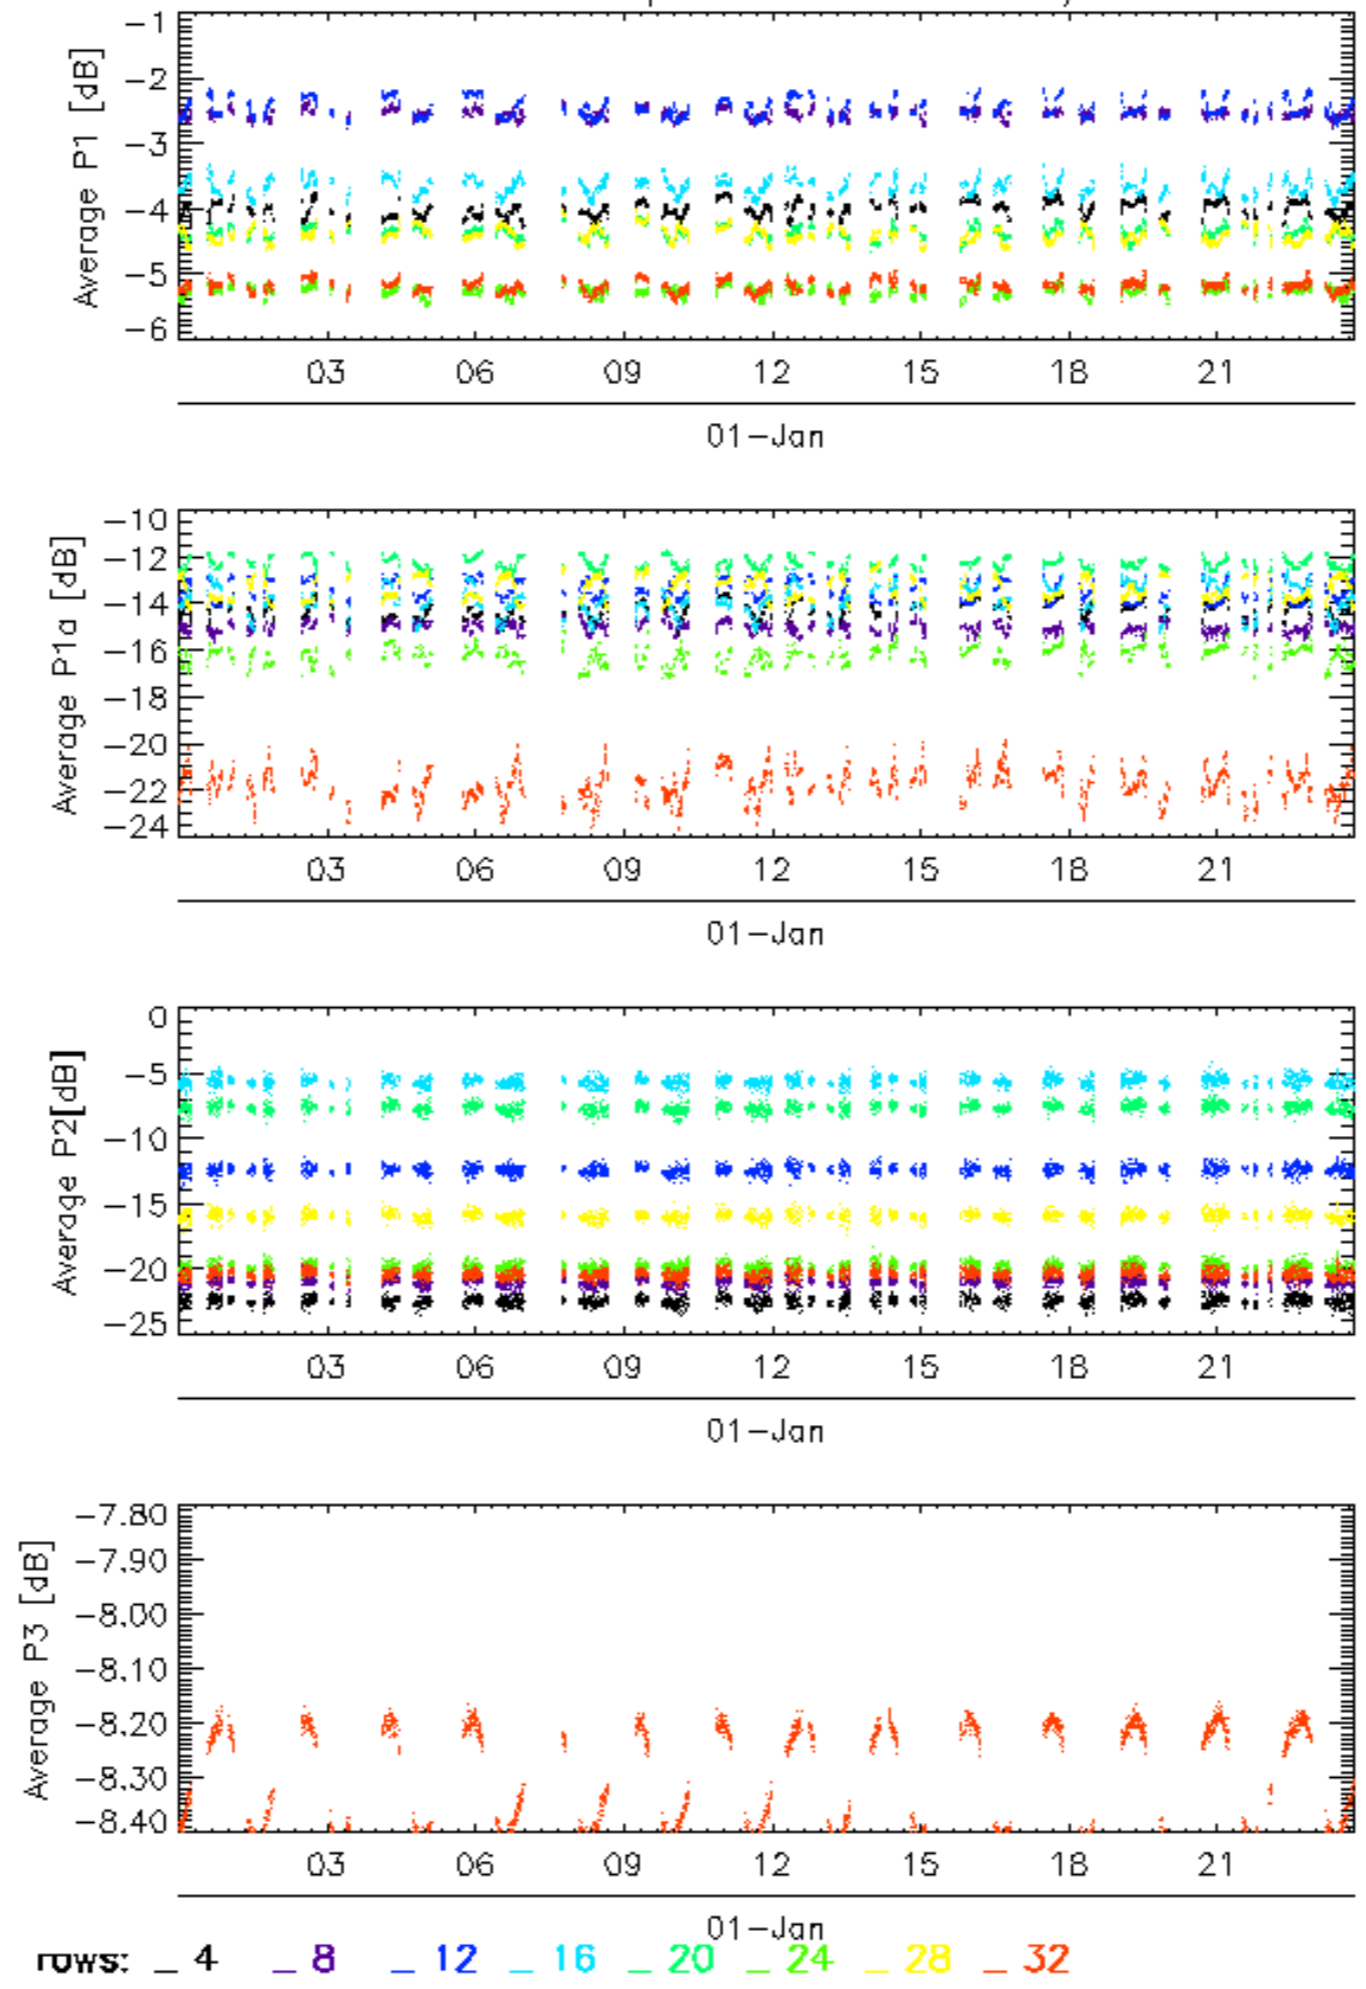 Average P1 [dB]
-1
-2
-3
-4
-5
-6
03 06 09 12 15 18 21
01-Jan
Average P1a [dB]
-10
-12
-14
-16
-18
-20
-22
-24
03 06 09 12 15 18 21
01-Jan
Average P2[dB]
0
-5
-10
-15
-20
-25
03 06 09 12 15 18 21
01-Jan
Average P3 [dB]
-7.80
-7.90
-8.00
-8.10
-8.20
-8.30
-8.40
03 06 09 12 15 18 21
01-Jan
rows: _ 4 _ 8 _ 12 _ 16 _ 20 _ 24 _ 28 _ 32